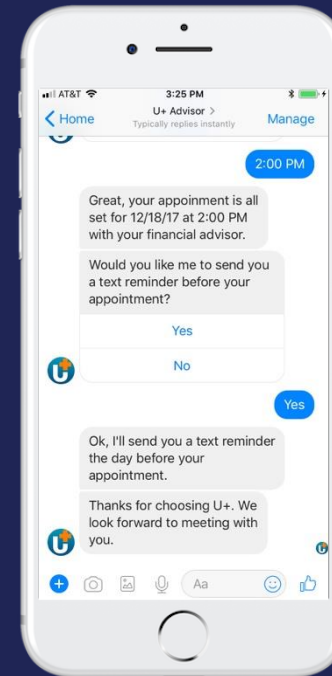 AT&T 3:25 PM
Home U+ Advisor > Manage
Typically replies instantly
2:00 PM
Great, your appoinment is all
set for 12/18/17 at 2:00 PM
with your financial advisor.
Would you like me to send you
a text reminder before your
appointment?
Yes
No
U+
Yes
Ok, I'll send you a text reminder
the day before your
appointment.
Thanks for choosing U+. We
look forward to meeting with
you.
U+
Aa